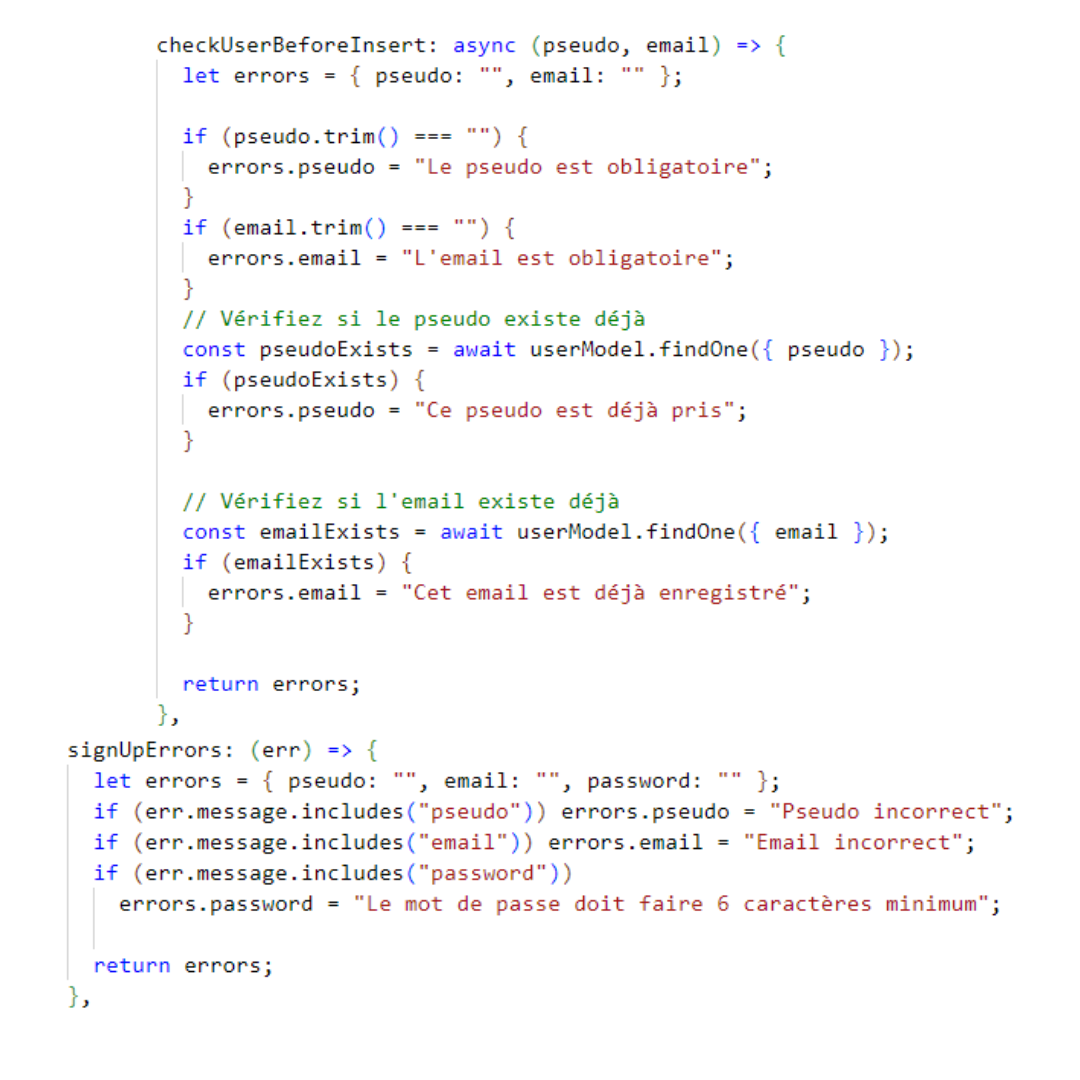 checkUserBeforeInsert: async (pseudo, email) => {
let errors = { pseudo: "", email: "" };
if (pseudo.trim() === "") {
errors.pseudo = "Le pseudo est obligatoire";
}
if (email.trim() === "") {
errors.email = "L'email est obligatoire";
}
// Vérifiez si le pseudo existe déjà
const pseudoExists = await userModel.findOne({ pseudo });
if (pseudoExists) {
errors.pseudo = "Ce pseudo est déjà pris";
}
// Vérifiez si l'email existe déjà
const emailExists = await userModel.findOne({ email });
if (emailExists) {
errors.email = "Cet email est déjà enregistré";
}
return errors;
},
signUpErrors: (err) => {
let errors = { pseudo: "", email: "", password: "" };
if (err.message.includes("pseudo")) errors.pseudo = "Pseudo incorrect";
if (err.message.includes("email")) errors.email = "Email incorrect";
if (err.message.includes("password"))
errors.password = "Le mot de passe doit faire 6 caractères minimum";
return errors;
},